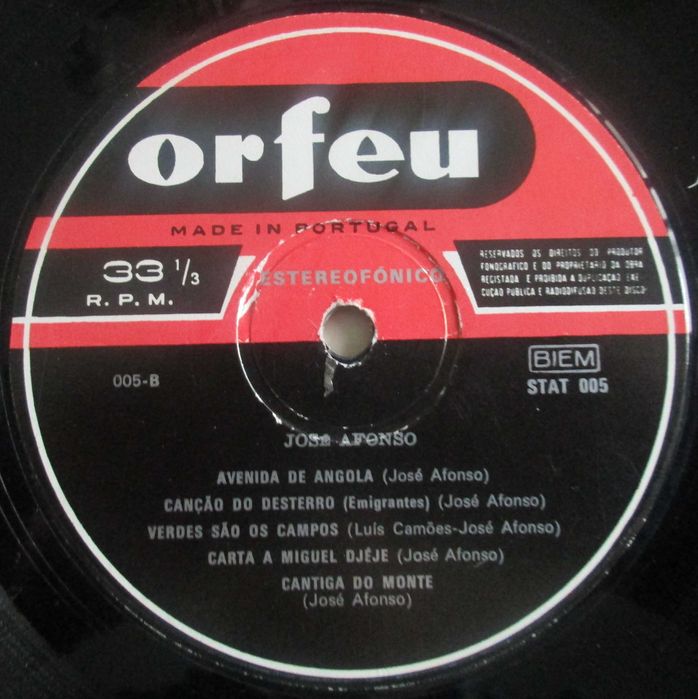 orfeu
MADE IN PORTUGAL
33 1/3
R. P. M.
ESTEREOFÓNICO
RESERVADOS OS DIREITOS DO PRODUTOR
FONOGRÁFICO E DO PROPRIETARIO DA OBRA
REGISTADA E PROIBIDA A DUPLICAÇÃO EXE-
CUÇÃO PUBLICA E RADIODIFUSÃO DESTE DISCO
005-B
BIEM
STAT 005
JOSÉ AFONSO
AVENIDA DE ANGOLA (José Afonso)
CANÇÃO DO DESTERRO (Emigrantes) (José Afonso)
VERDES SÃO OS CAMPOS (Luís Camões-José Afonso)
CARTA A MIGUEL DJÉJE (José Afonso)
CANTIGA DO MONTE
(José Afonso)